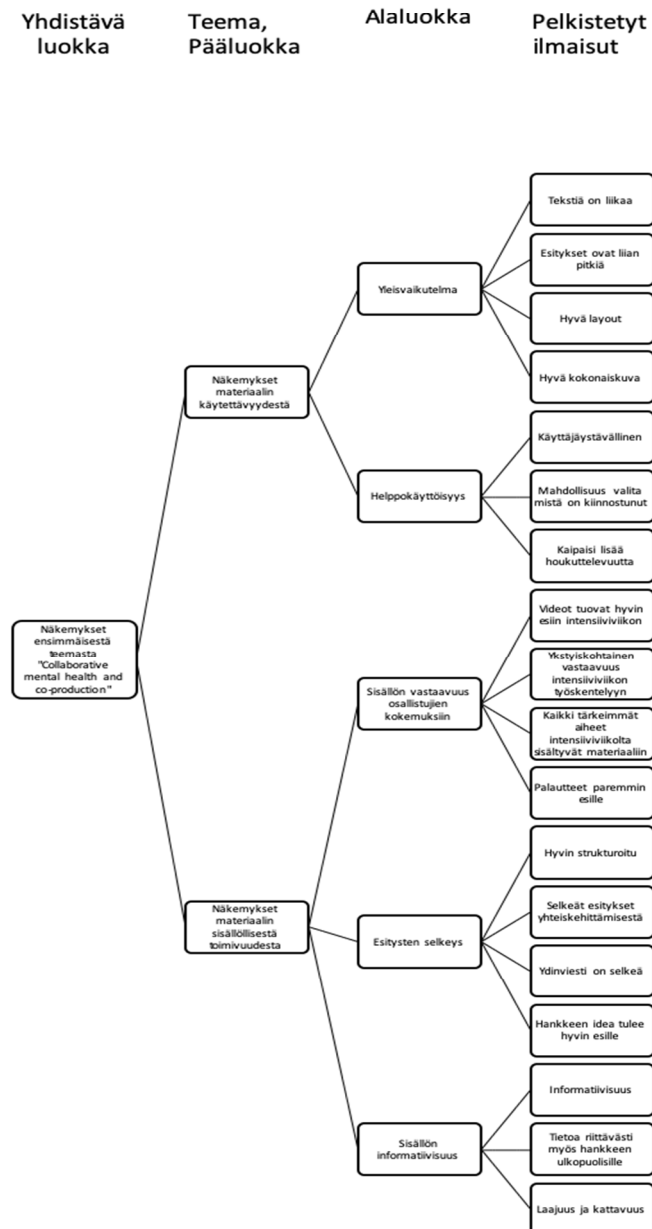 Yhdistävä
luokka
Teema,
Pääluokka
Alaluokka
Pelkistetyt
ilmaisut
Näkemykset
ensimmäisestä
teemasta
"Collaborative
mental health and
co-production"
Näkemykset
materiaalin
käytettävyydestä
Näkemykset
materiaalin
sisällöllisestä
toimivuudesta
Yleisvaikutelma
Helppokäyttöisyys
Sisällön vastaavuus
osallistujien
kokemuksiin
Esitysten selkeys
Sisällön
informatiivisuus
Tekstiä on liikaa
Esitykset ovat liian
pitkiä
Hyvä layout
Hyvä kokonaiskuva
Käyttäjäystävällinen
Mahdollisuus valita
mistä on kiinnostunut
Kaipaisi lisää
houkuttelevuutta
Videot tuovat hyvin
esiin intensiiviviikon
Yksityiskohtainen
vastaavuus
intensiiviviikon
työskentelyyn
Kaikki tärkeimmät
aiheet
intensiiviviikolta
sisältyvät materiaaliin
Palautteet paremmin
esille
Hyvin strukturoitu
Selkeät esitykset
yhteiskehittämisestä
Ydinviesti on selkeä
Hankkeen idea tulee
hyvin esille
Informatiivisuus
Tietoa riittävästi
myös hankkeen
ulkopuolisille
Laajuus ja kattavuus